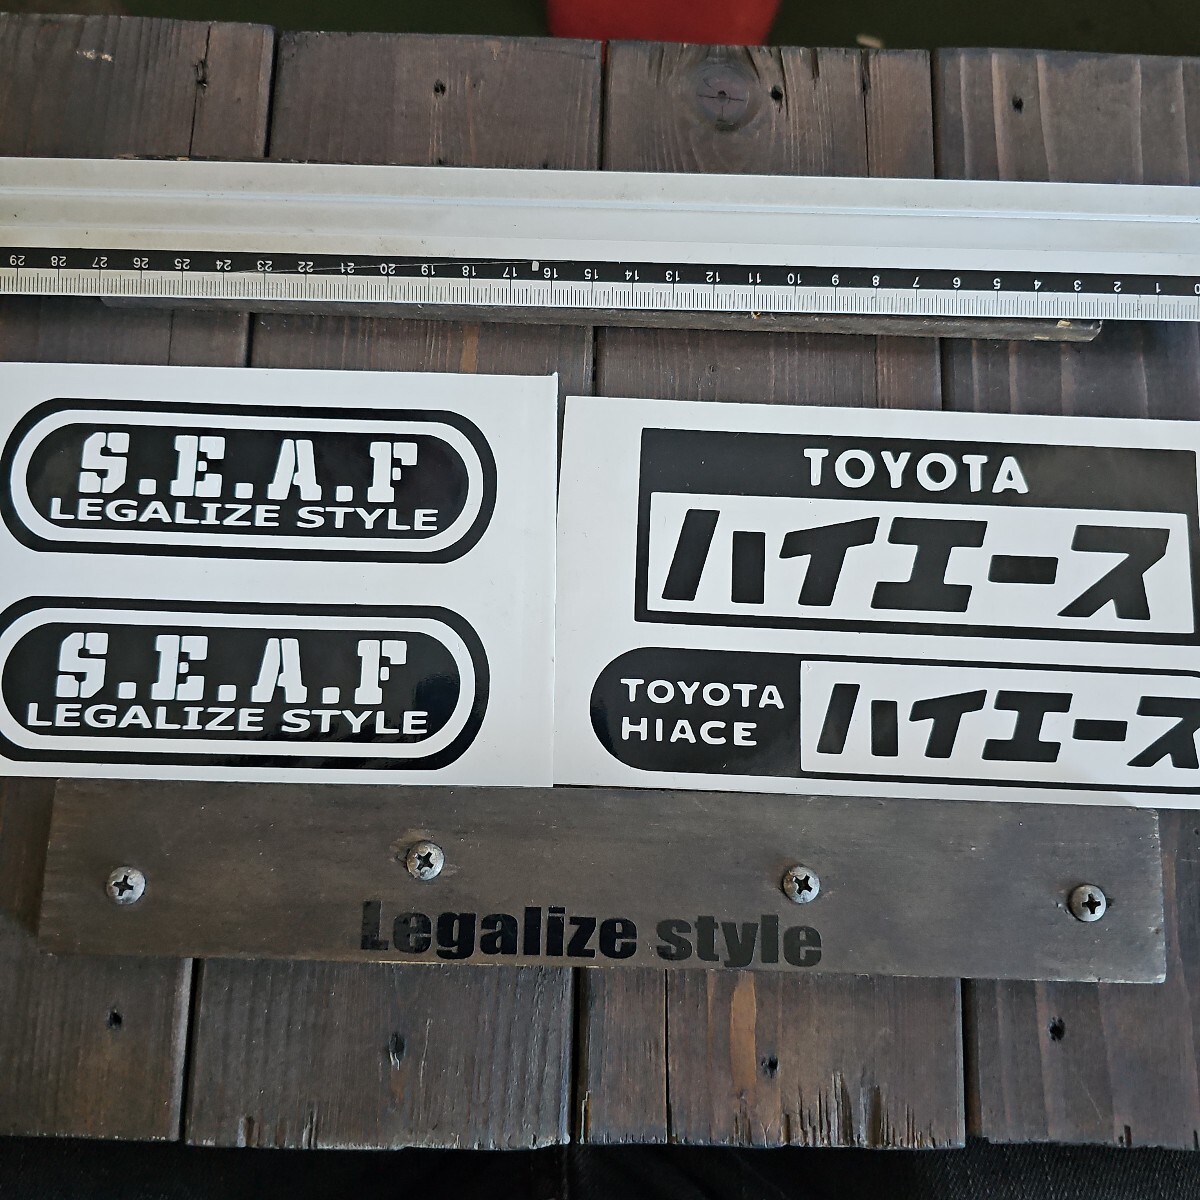 29 28 27 26 25 24 23 22 21 20 19 18 17 16 15 14 13 12 11 10 9 8 7 6 5 4 3 2 1 0
S.E.A.F
LEGALIZE STYLE
S.E.A.F
LEGALIZE STYLE
TOYOTA
ハイエース
TOYOTA
HIACE
ハイエース
Legalize style